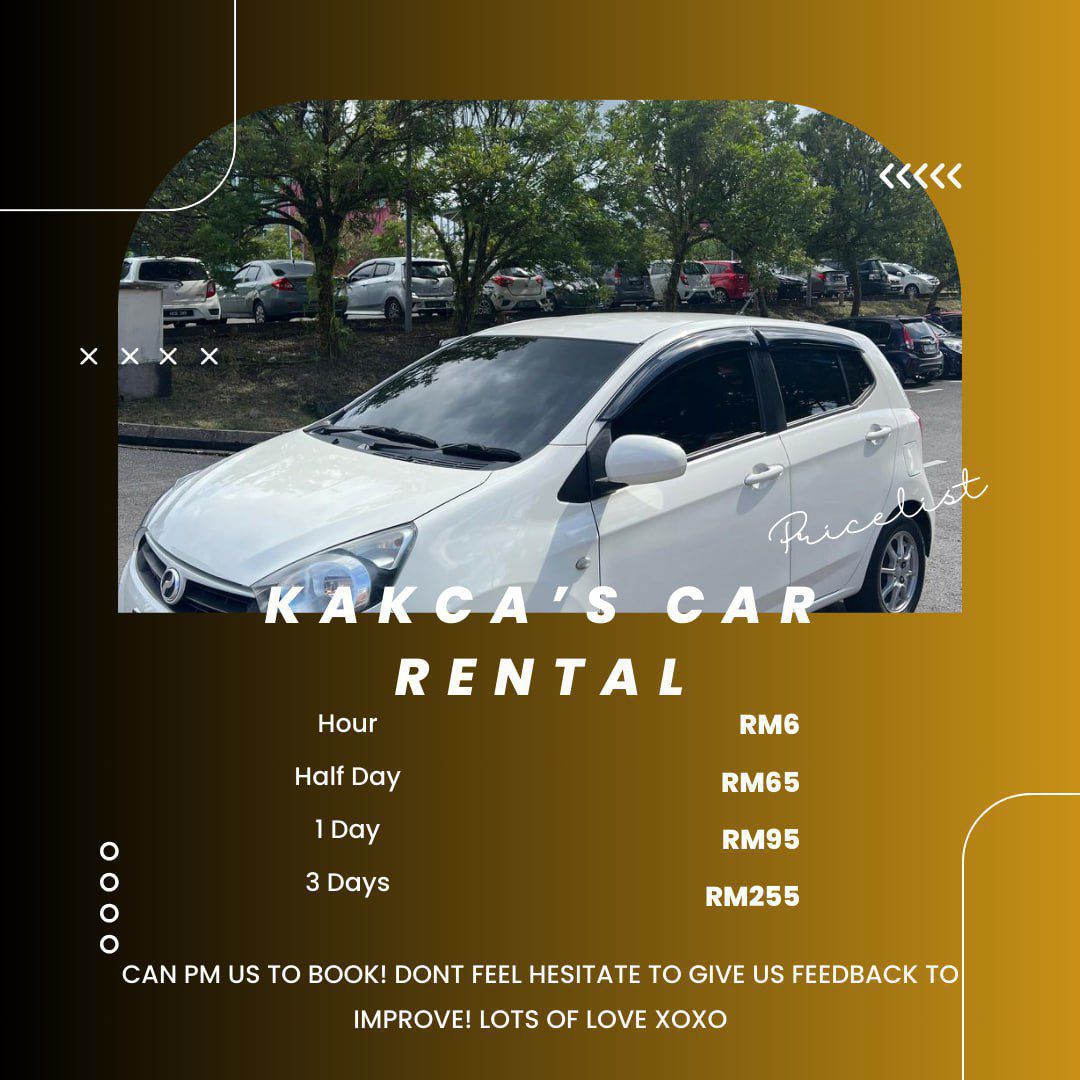 Pricelist
KAKCA'S CAR
RENTAL
Hour RM6
Half Day RM65
1 Day RM95
3 Days RM255
CAN PM US TO BOOK! DONT FEEL HESITATE TO GIVE US FEEDBACK TO
IMPROVE! LOTS OF LOVE XOXO